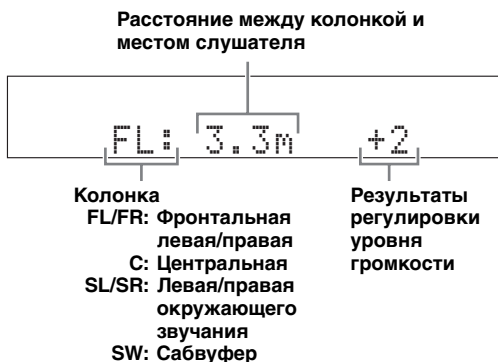 Расстояние между колонкой и
местом слушателя
FL: 3.3m +2
Колонка
FL/FR: Фронтальная
левая/правая
C: Центральная
SL/SR: Левая/правая
окружающего
звучания
SW: Сабвуфер
Результаты
регулировки
уровня
громкости